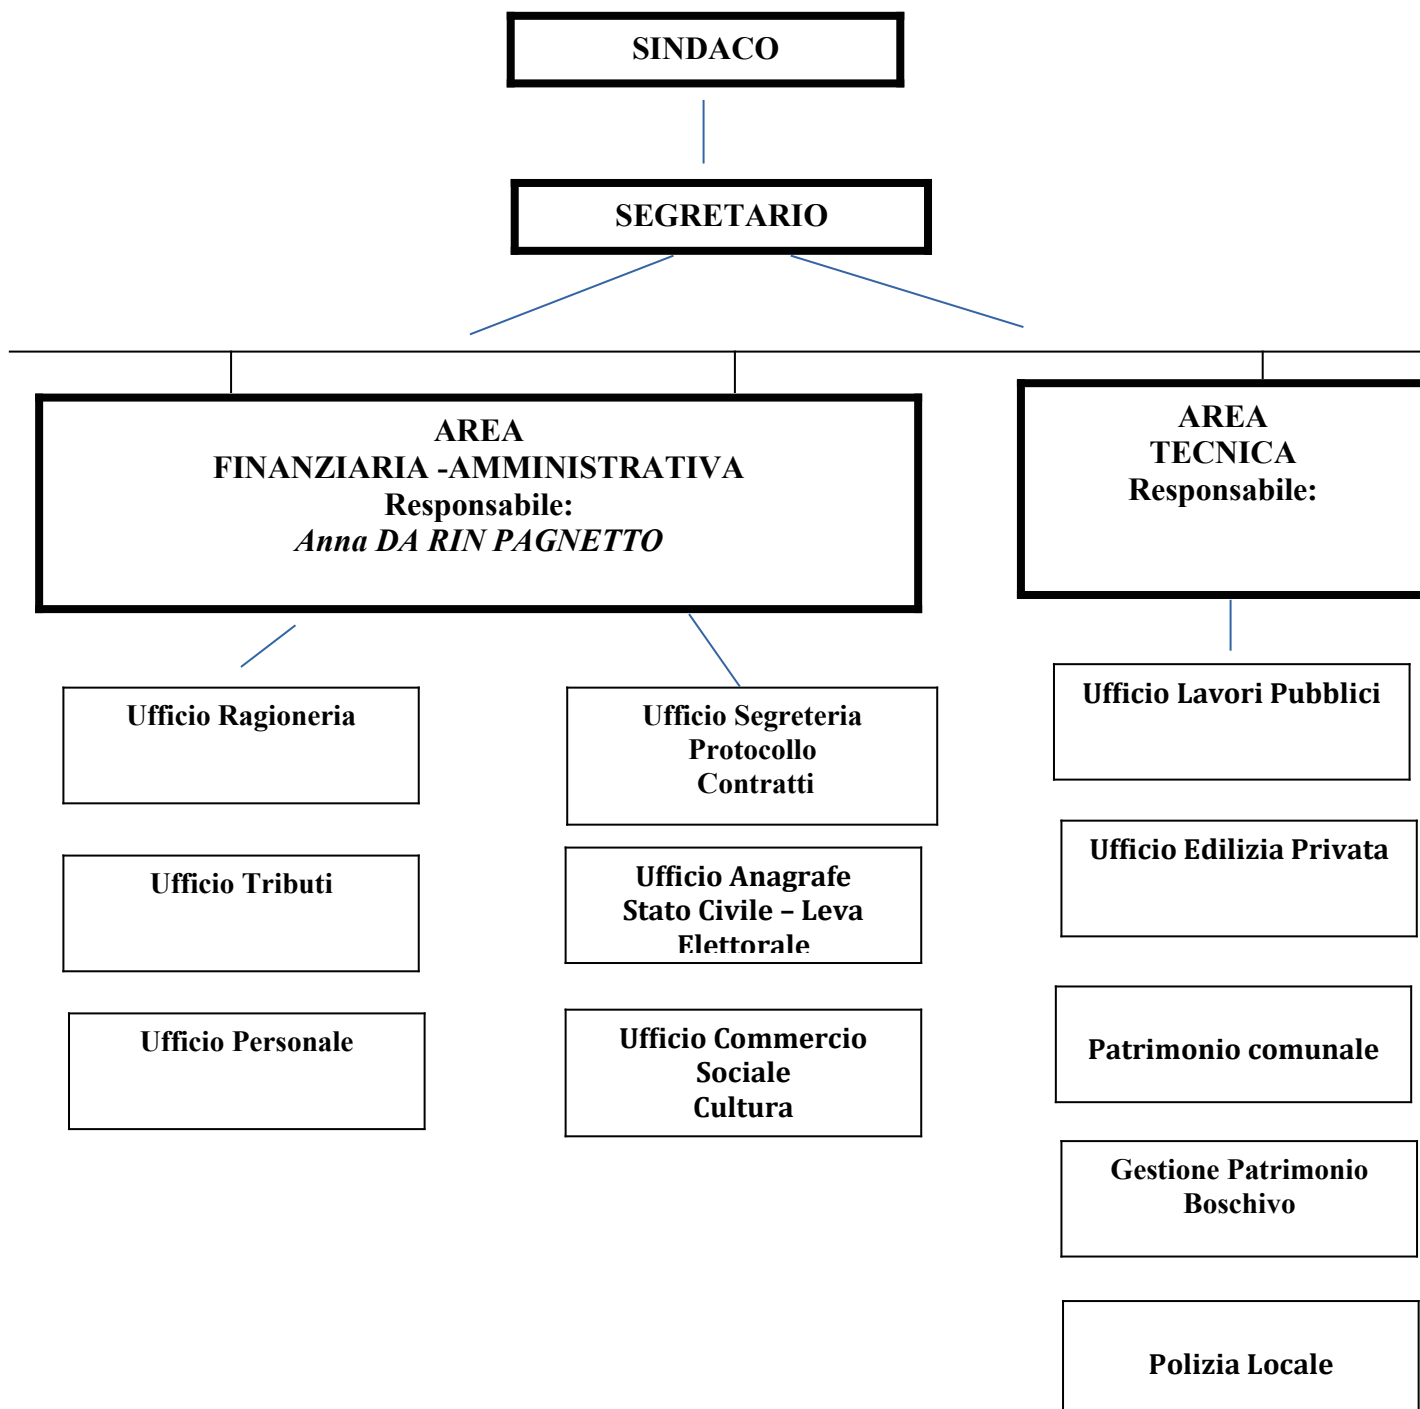 SINDACO
SEGRETARIO
AREA
FINANZIARIA -AMMINISTRATIVA
Responsabile:
Anna DA RIN PAGNETTO
AREA
TECNICA
Responsabile:
Ufficio Ragioneria
Ufficio Tributi
Ufficio Personale
Ufficio Segreteria
Protocollo
Contratti
Ufficio Anagrafe
Stato Civile – Leva
Elettorale
Ufficio Commercio
Sociale
Cultura
Ufficio Lavori Pubblici
Ufficio Edilizia Privata
Patrimonio comunale
Gestione Patrimonio
Boschivo
Polizia Locale